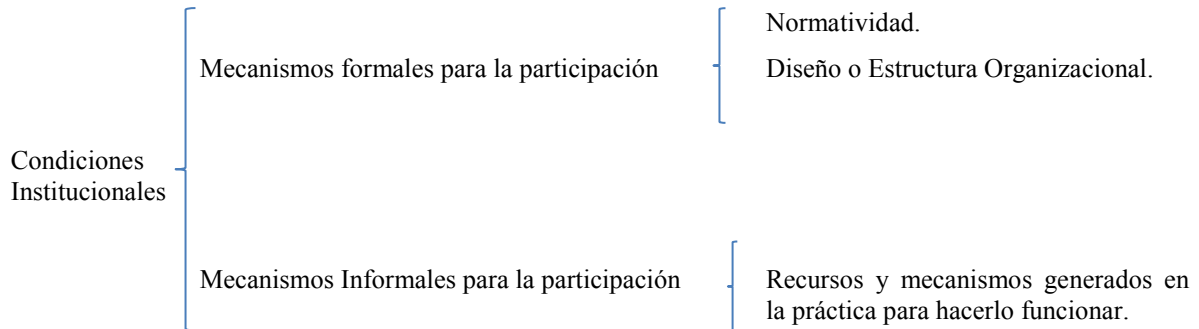 Condiciones
Institucionales
Mecanismos formales para la participación
Normatividad.
Diseño o Estructura Organizacional.
Mecanismos Informales para la participación
Recursos y mecanismos generados en
la práctica para hacerlo funcionar.